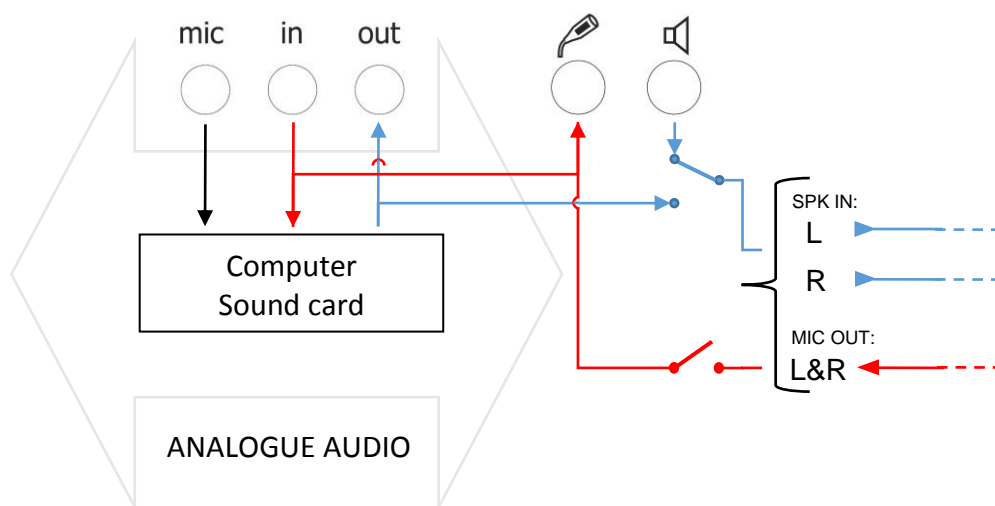 mic in out
SPK IN:
L
R
Computer
Sound card
MIC OUT:
L&R
ANALOGUE AUDIO